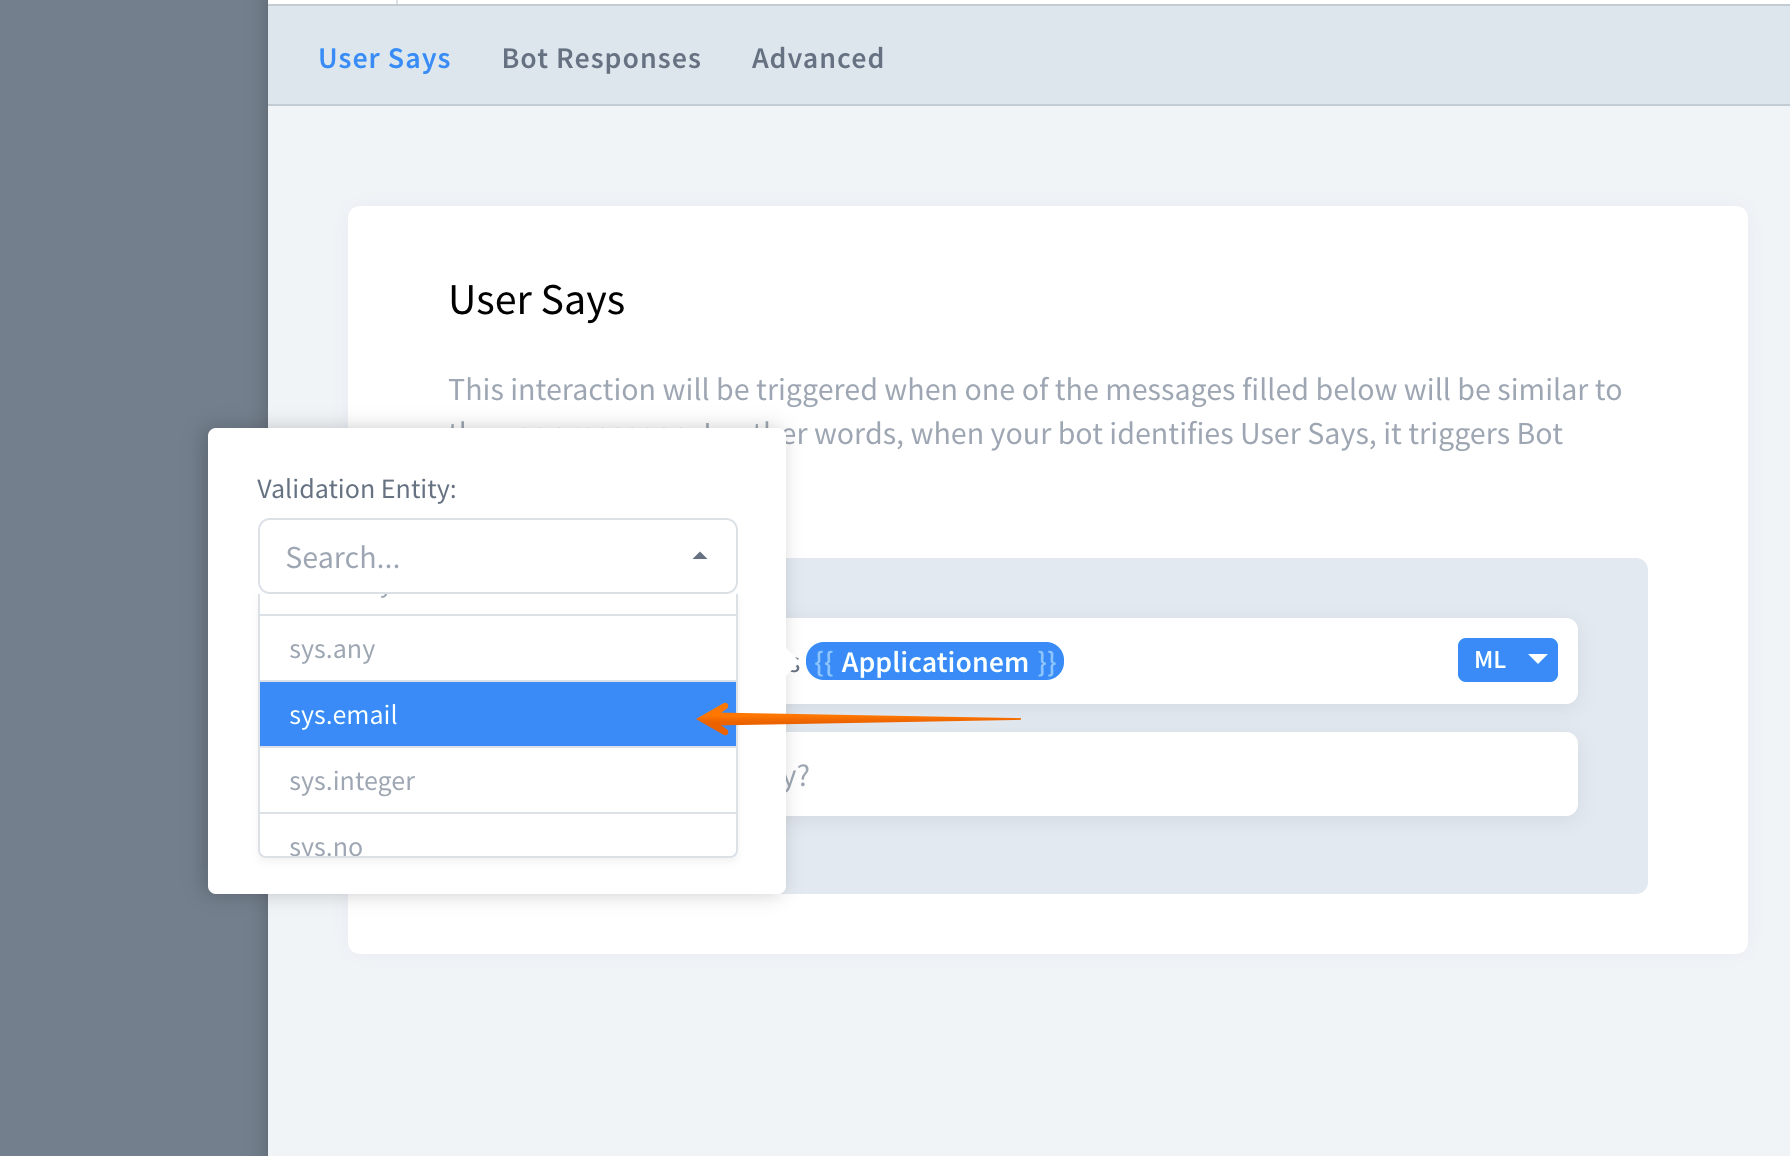 User Says Bot Responses Advanced
User Says
This interaction will be triggered when one of the messages filled below will be similar to
words, when your bot identifies User Says, it triggers Bot
Validation Entity:
Search...
sys.any
s {{ Applicationem }} ML
sys.email
sys.integer
y?
sys.no